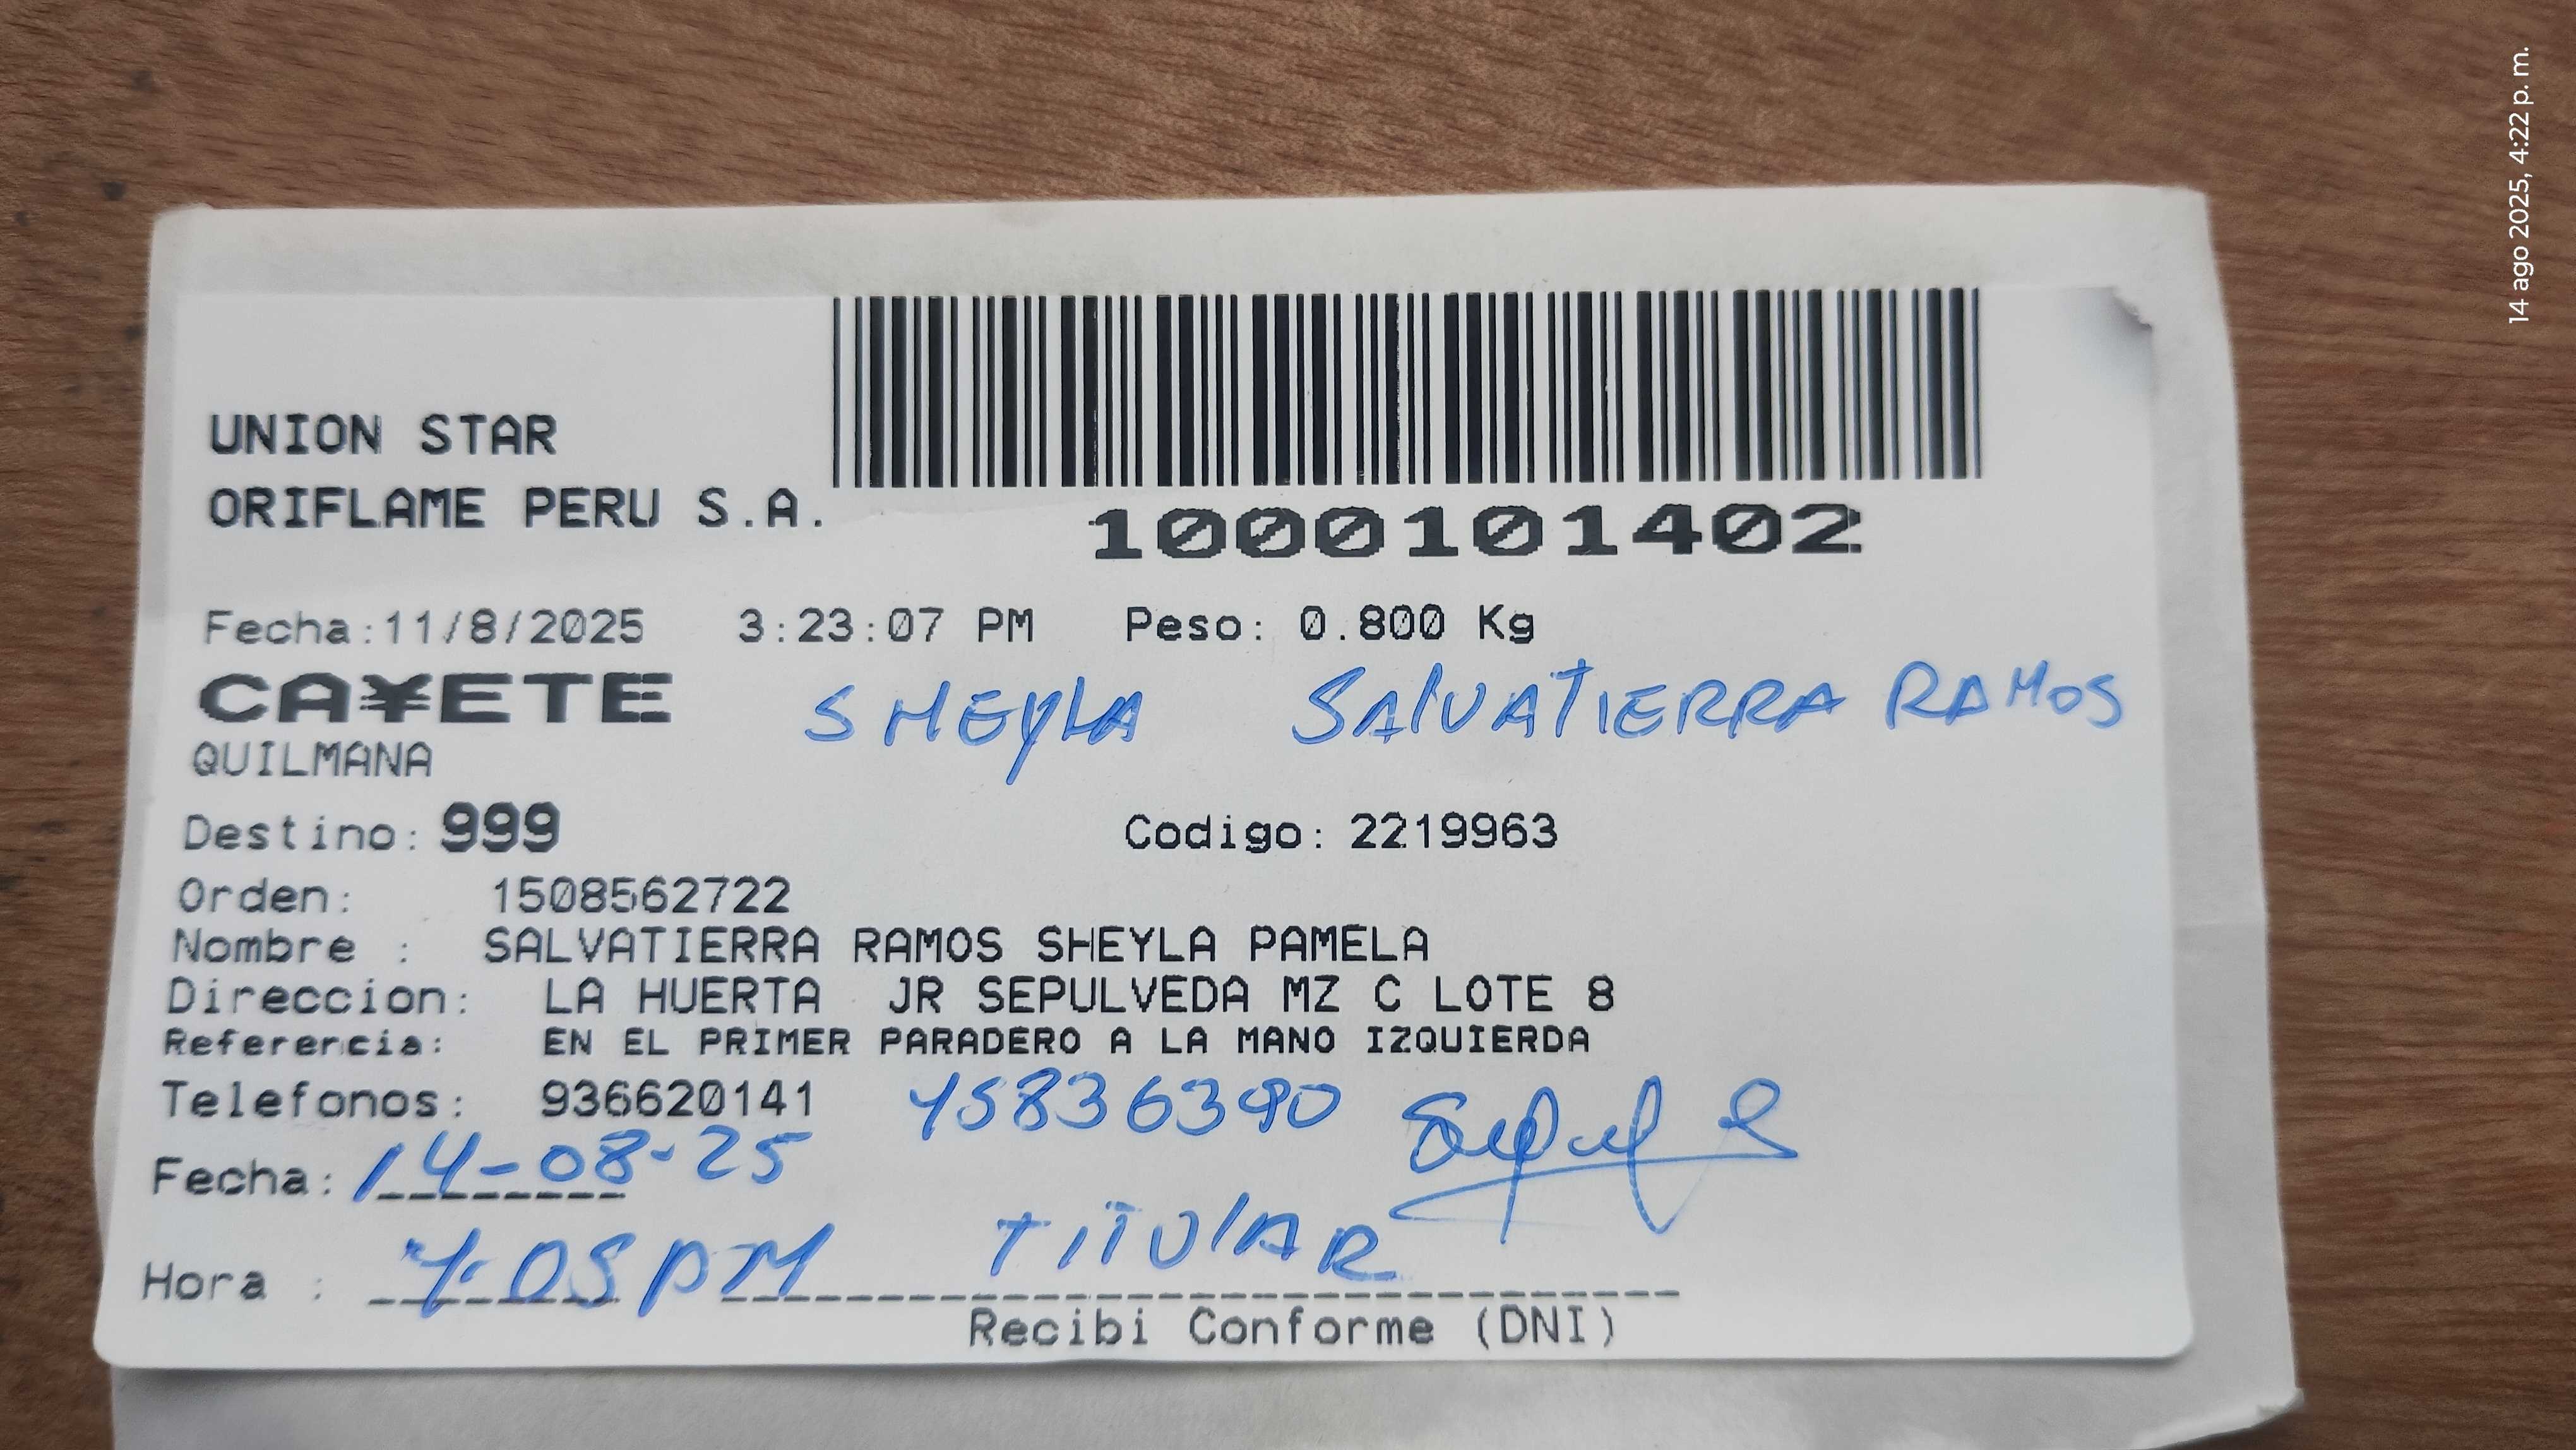 14 ago 2025, 4:22 p. m.
UNION STAR
ORIFLAME PERU S.A.
1000101402
Fecha:11/8/2025 3:23:07 PM Peso: 0.800 Kg
CA¥ETE SHEYLA SALVATIERRA RAMOS
QUILMANA
Destino: 999 Codigo: 2219963
Orden: 1508562722
Nombre : SALVATIERRA RAMOS SHEYLA PAMELA
Direccion: LA HUERTA JR SEPULVEDA MZ C LOTE 8
Referencia: EN EL PRIMER PARADERO A LA MANO IZQUIERDA
Telefonos: 936620141 45836390
Fecha: 14-08-25
Hora : 4:05 PM TITULAR
Recibi Conforme (DNI)